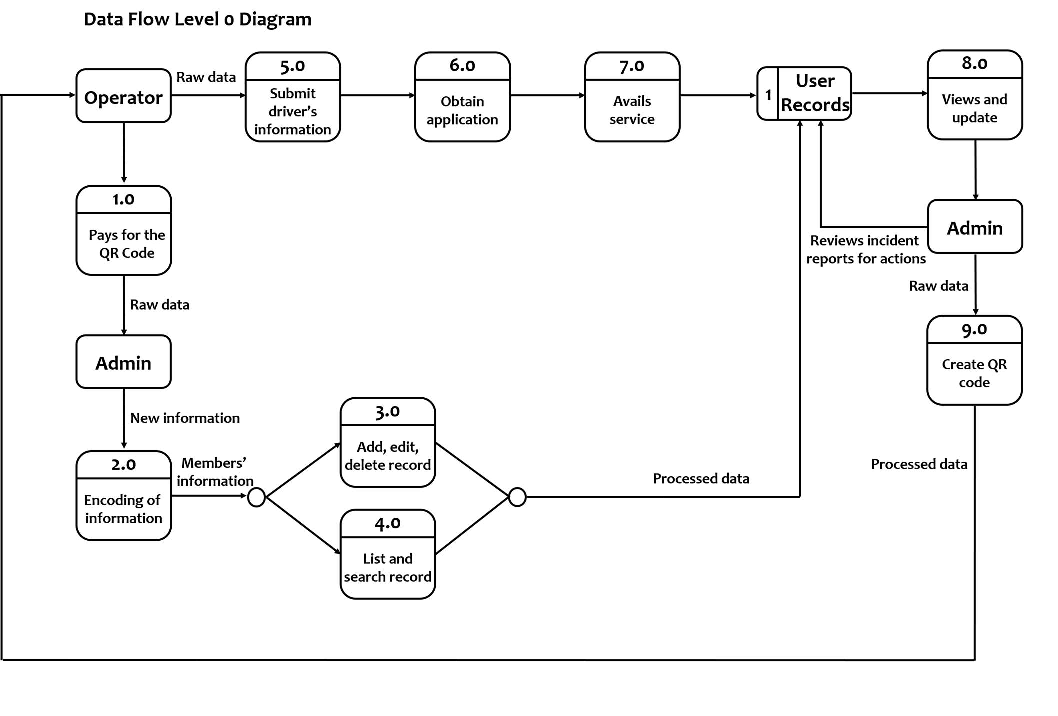 Data Flow Level 0 Diagram
Operator
Raw data
5.0
Submit
driver's
information
6.0
Obtain
application
7.0
Avails
service
1
User
Records
8.0
Views and
update
1.0
Pays for the
QR Code
Raw data
Admin
New information
2.0
Encoding of
information
Members'
information
3.0
Add, edit,
delete record
4.0
List and
search record
Processed data
Admin
Reviews incident
reports for actions
Raw data
9.0
Create QR
code
Processed data